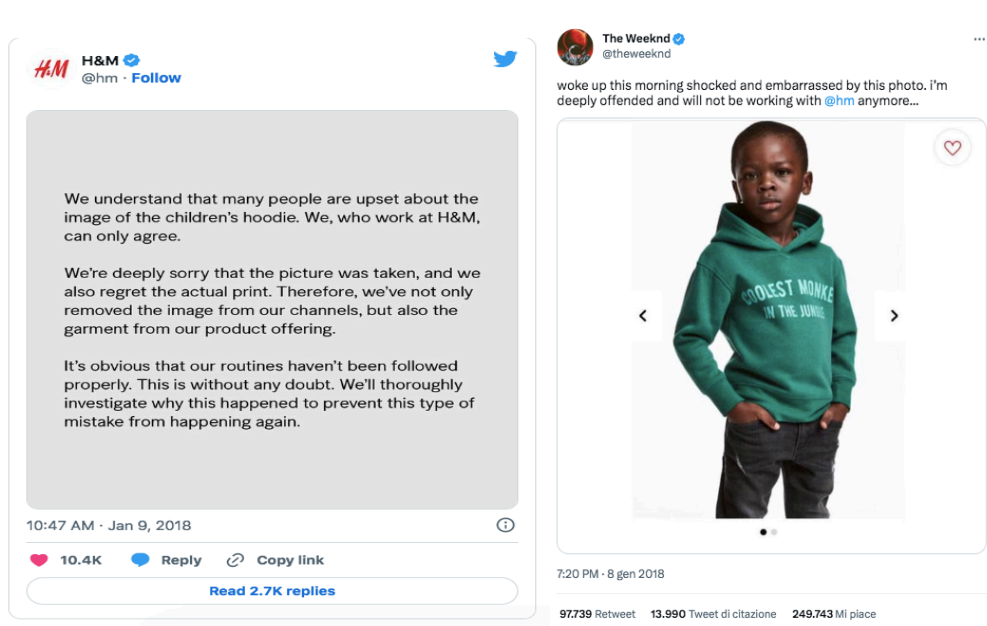 H&M
H&M
@hm · Follow
We understand that many people are upset about the
image of the children's hoodie. We, who work at H&M,
can only agree.
We're deeply sorry that the picture was taken, and we
also regret the actual print. Therefore, we've not only
removed the image from our channels, but also the
garment from our product offering.
It's obvious that our routines haven't been followed
properly. This is without any doubt. We'll thoroughly
investigate why this happened to prevent this type of
mistake from happening again.
10:47 AM · Jan 9, 2018
10.4K Reply Copy link
Read 2.7K replies
The Weeknd
@theweeknd
woke up this morning shocked and embarrassed by this photo. i'm
deeply offended and will not be working with @hm anymore...
COOLEST MONKE
IN THE JUNGLE
7:20 PM · 8 gen 2018
97.739 Retweet 13.990 Tweet di citazione 249.743 Mi piace